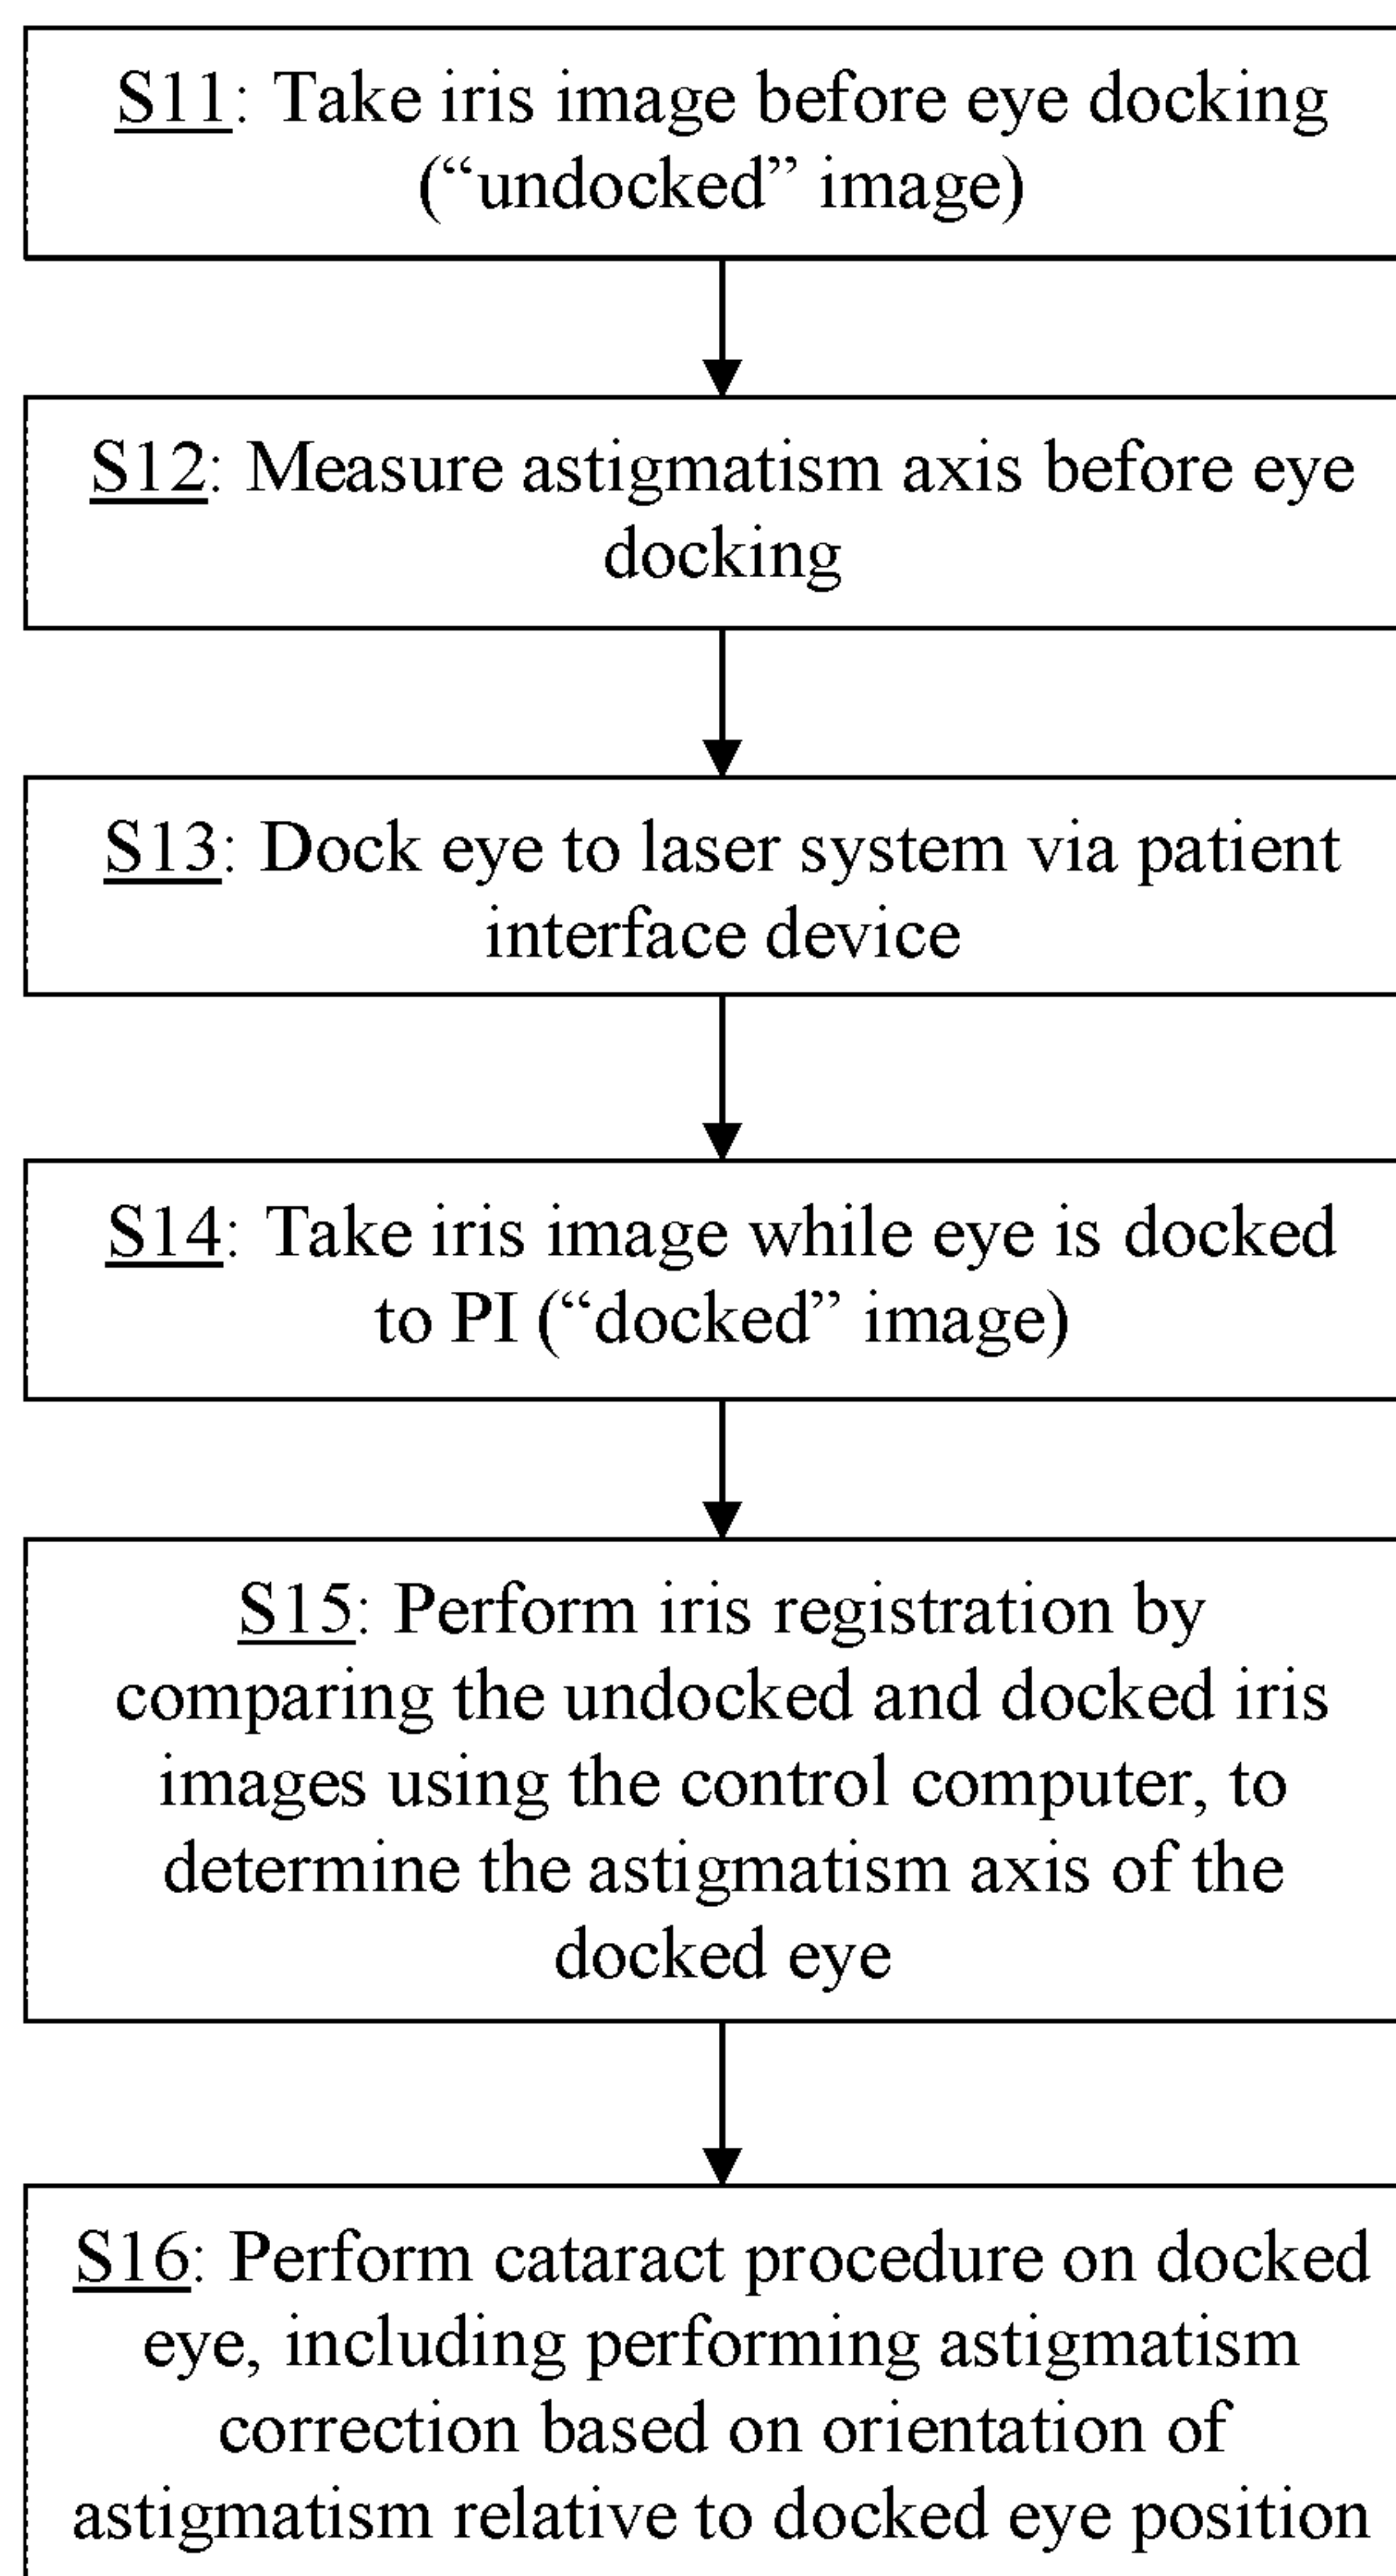 S11: Take iris image before eye docking
(“undocked” image)
S12: Measure astigmatism axis before eye
docking
S13: Dock eye to laser system via patient
interface device
S14: Take iris image while eye is docked
to PI (“docked” image)
S15: Perform iris registration by
comparing the undocked and docked iris
images using the control computer, to
determine the astigmatism axis of the
docked eye
S16: Perform cataract procedure on docked
eye, including performing astigmatism
correction based on orientation of
astigmatism relative to docked eye position